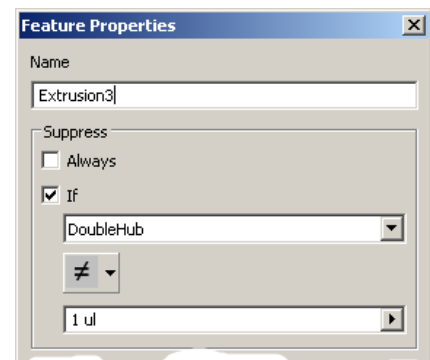 Feature Properties
Name
Extrusion3
Suppress
Always
If
DoubleHub
≠
1 ul